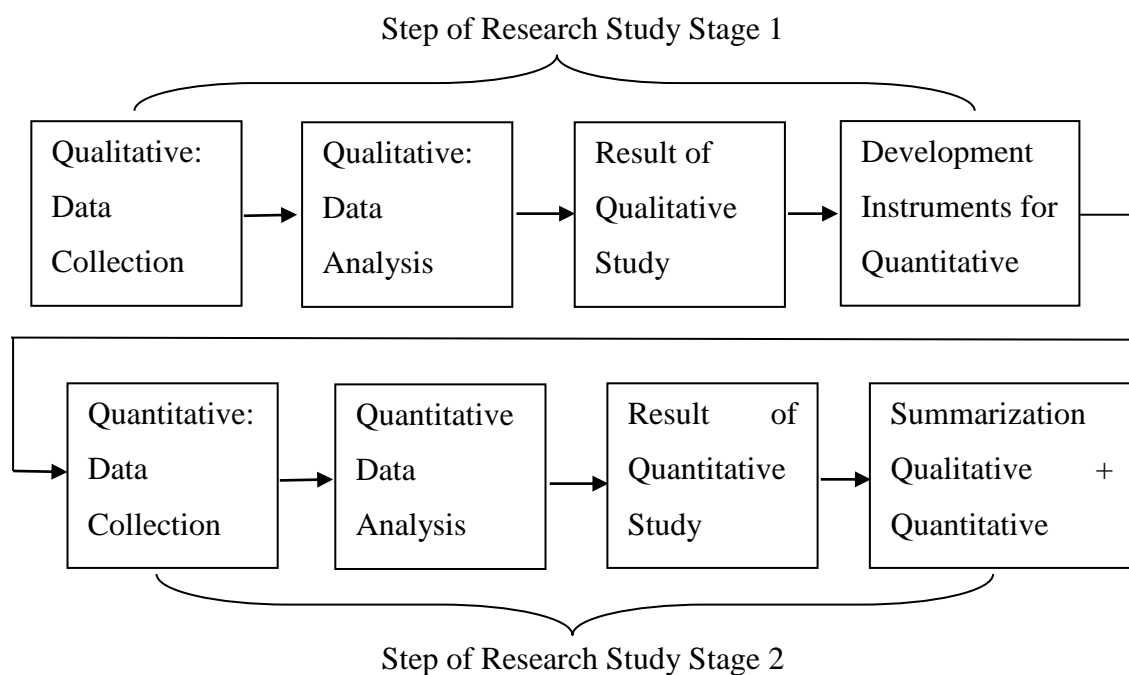 Step of Research Study Stage 1
Qualitative:
Data
Collection
Qualitative:
Data
Analysis
Result of
Qualitative
Study
Development
Instruments for
Quantitative
Quantitative:
Data
Collection
Quantitative
Data
Analysis
Result of
Quantitative
Study
Summarization
Qualitative +
Quantitative
Step of Research Study Stage 2